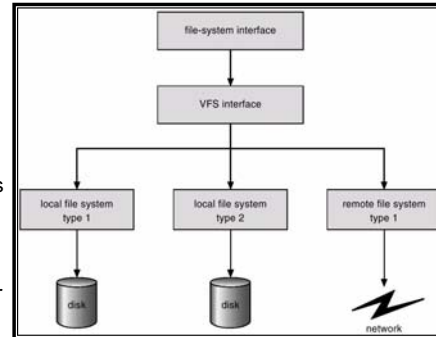 file-system interface
VFS interface
s
local file system
type 1
local file system
type 2
remote file system
type 1
disk
disk
network